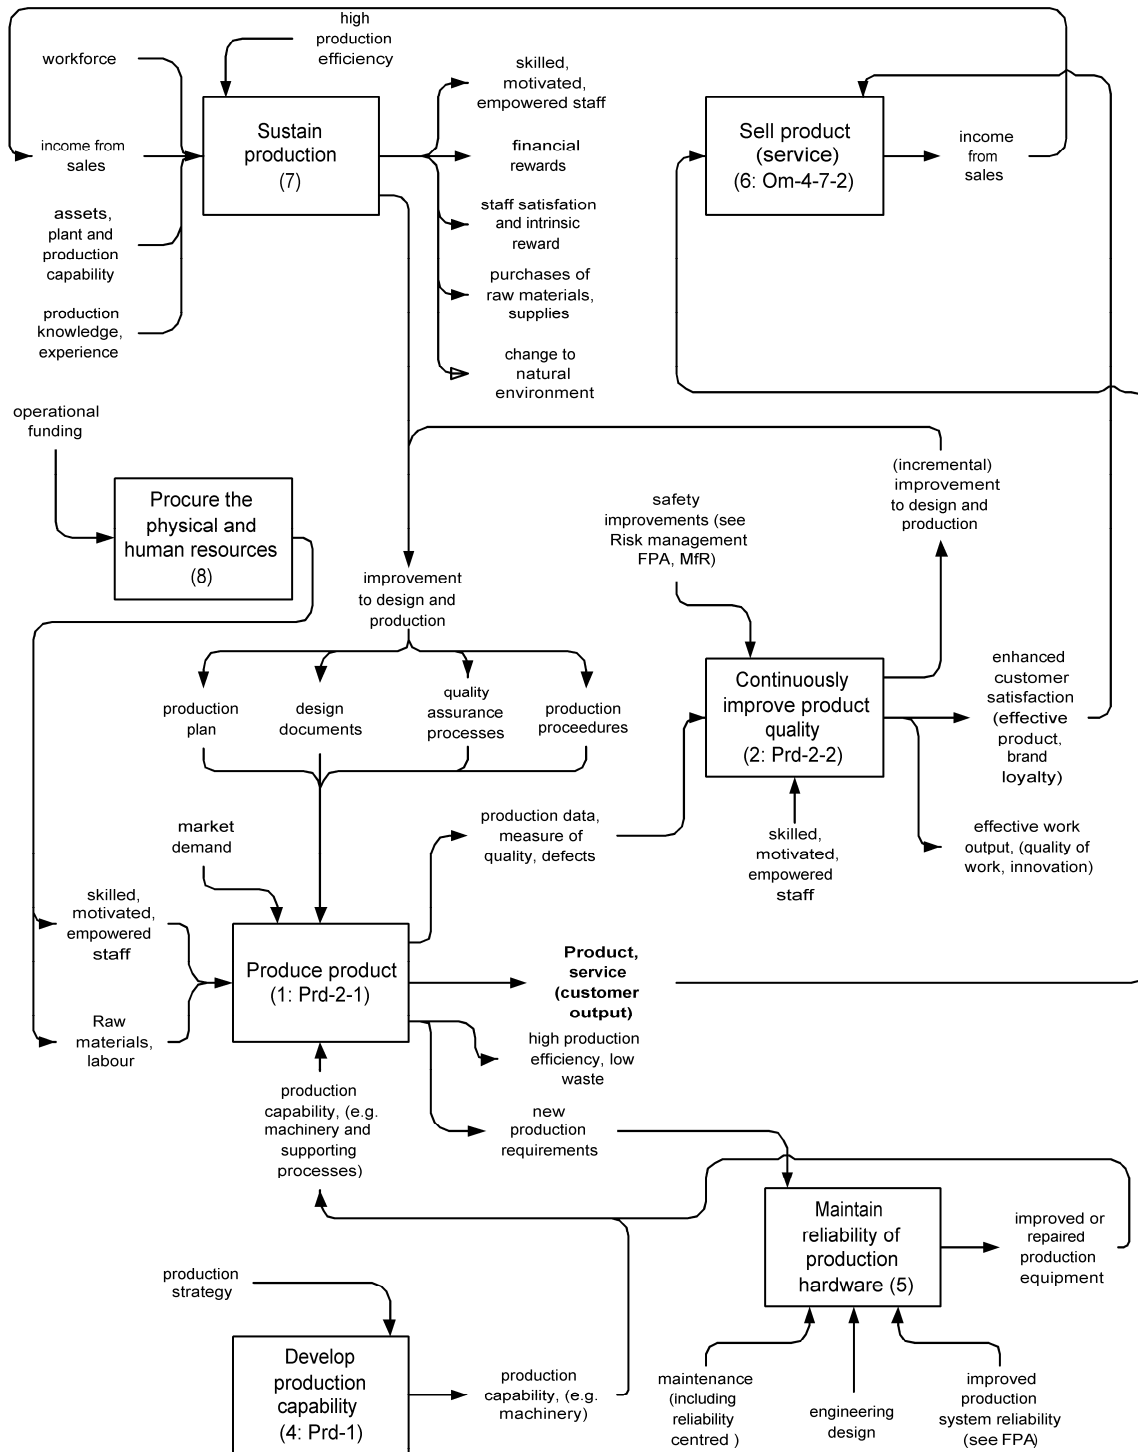 high
production
efficiency
workforce
income from
sales
assets,
plant and
production
capability
production
knowledge,
experience
Sustain
production
(7)
skilled,
motivated,
empowered staff
financial
rewards
staff satisfaction
and intrinsic
reward
purchases of
raw materials,
supplies
change to
natural
environment
Sell product
(service)
(6: Om-4-7-2)
income
from
sales
operational
funding
Procure the
physical and
human resources
(8)
improvement
to design and
production
production
plan
design
documents
quality
assurance
processes
production
proceedures
safety
improvements (see
Risk management
FPA, MfR)
(incremental)
improvement
to design and
production
Continuously
improve product
quality
(2: Prd-2-2)
enhanced
customer
satisfaction
(effective
product,
brand
loyalty)
effective work
output, (quality of
work, innovation)
skilled,
motivated,
empowered
staff
production data,
measure of
quality, defects
market
demand
skilled,
motivated,
empowered
staff
Raw
materials,
labour
Produce product
(1: Prd-2-1)
Product,
service
(customer
output)
high production
efficiency, low
waste
new
production
requirements
production
capability, (e.g.
machinery and
supporting
processes)
Maintain
reliability of
production
hardware (5)
improved or
repaired
production
equipment
production
strategy
Develop
production
capability
(4: Prd-1)
production
capability, (e.g.
machinery)
maintenance
(including
reliability
centred )
engineering
design
improved
production
system reliability
(see FPA)